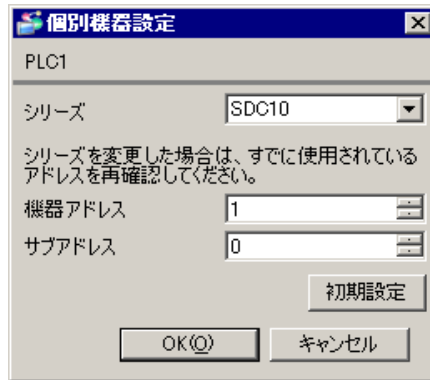 個別機器設定
PLC1
シリーズ SDC10
シリーズを変更した場合は、すでに使用されている
アドレスを再確認してください。
機器アドレス 1
サブアドレス 0
初期設定
OK(O) キャンセル